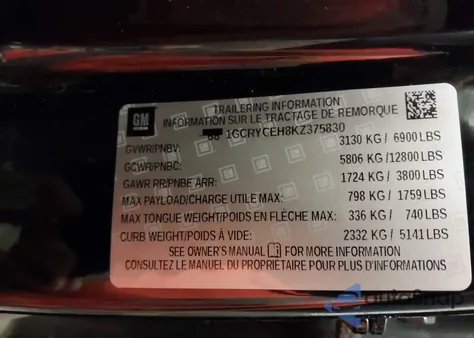 GM
TRAILERING INFORMATION
INFORMATION SUR LE TRACTAGE DE REMORQUE
1GCRYCEH8KZ375830
GVWR/PNBV: 3130 KG / 6900 LBS
GCWR/PNBC: 5806 KG / 12800 LBS
GAWR RR/PNBE ARR: 1724 KG / 3800 LBS
MAX PAYLOAD/CHARGE UTILE MAX: 798 KG / 1759 LBS
MAX TONGUE WEIGHT/POIDS EN FLÈCHE MAX: 336 KG / 740 LBS
CURB WEIGHT/POIDS À VIDE: 2332 KG / 5141 LBS
SEE OWNER'S MANUAL FOR MORE INFORMATION
CONSULTEZ LE MANUEL DU PROPRIETAIRE POUR PLUS D'INFORMATIONS
autosnap